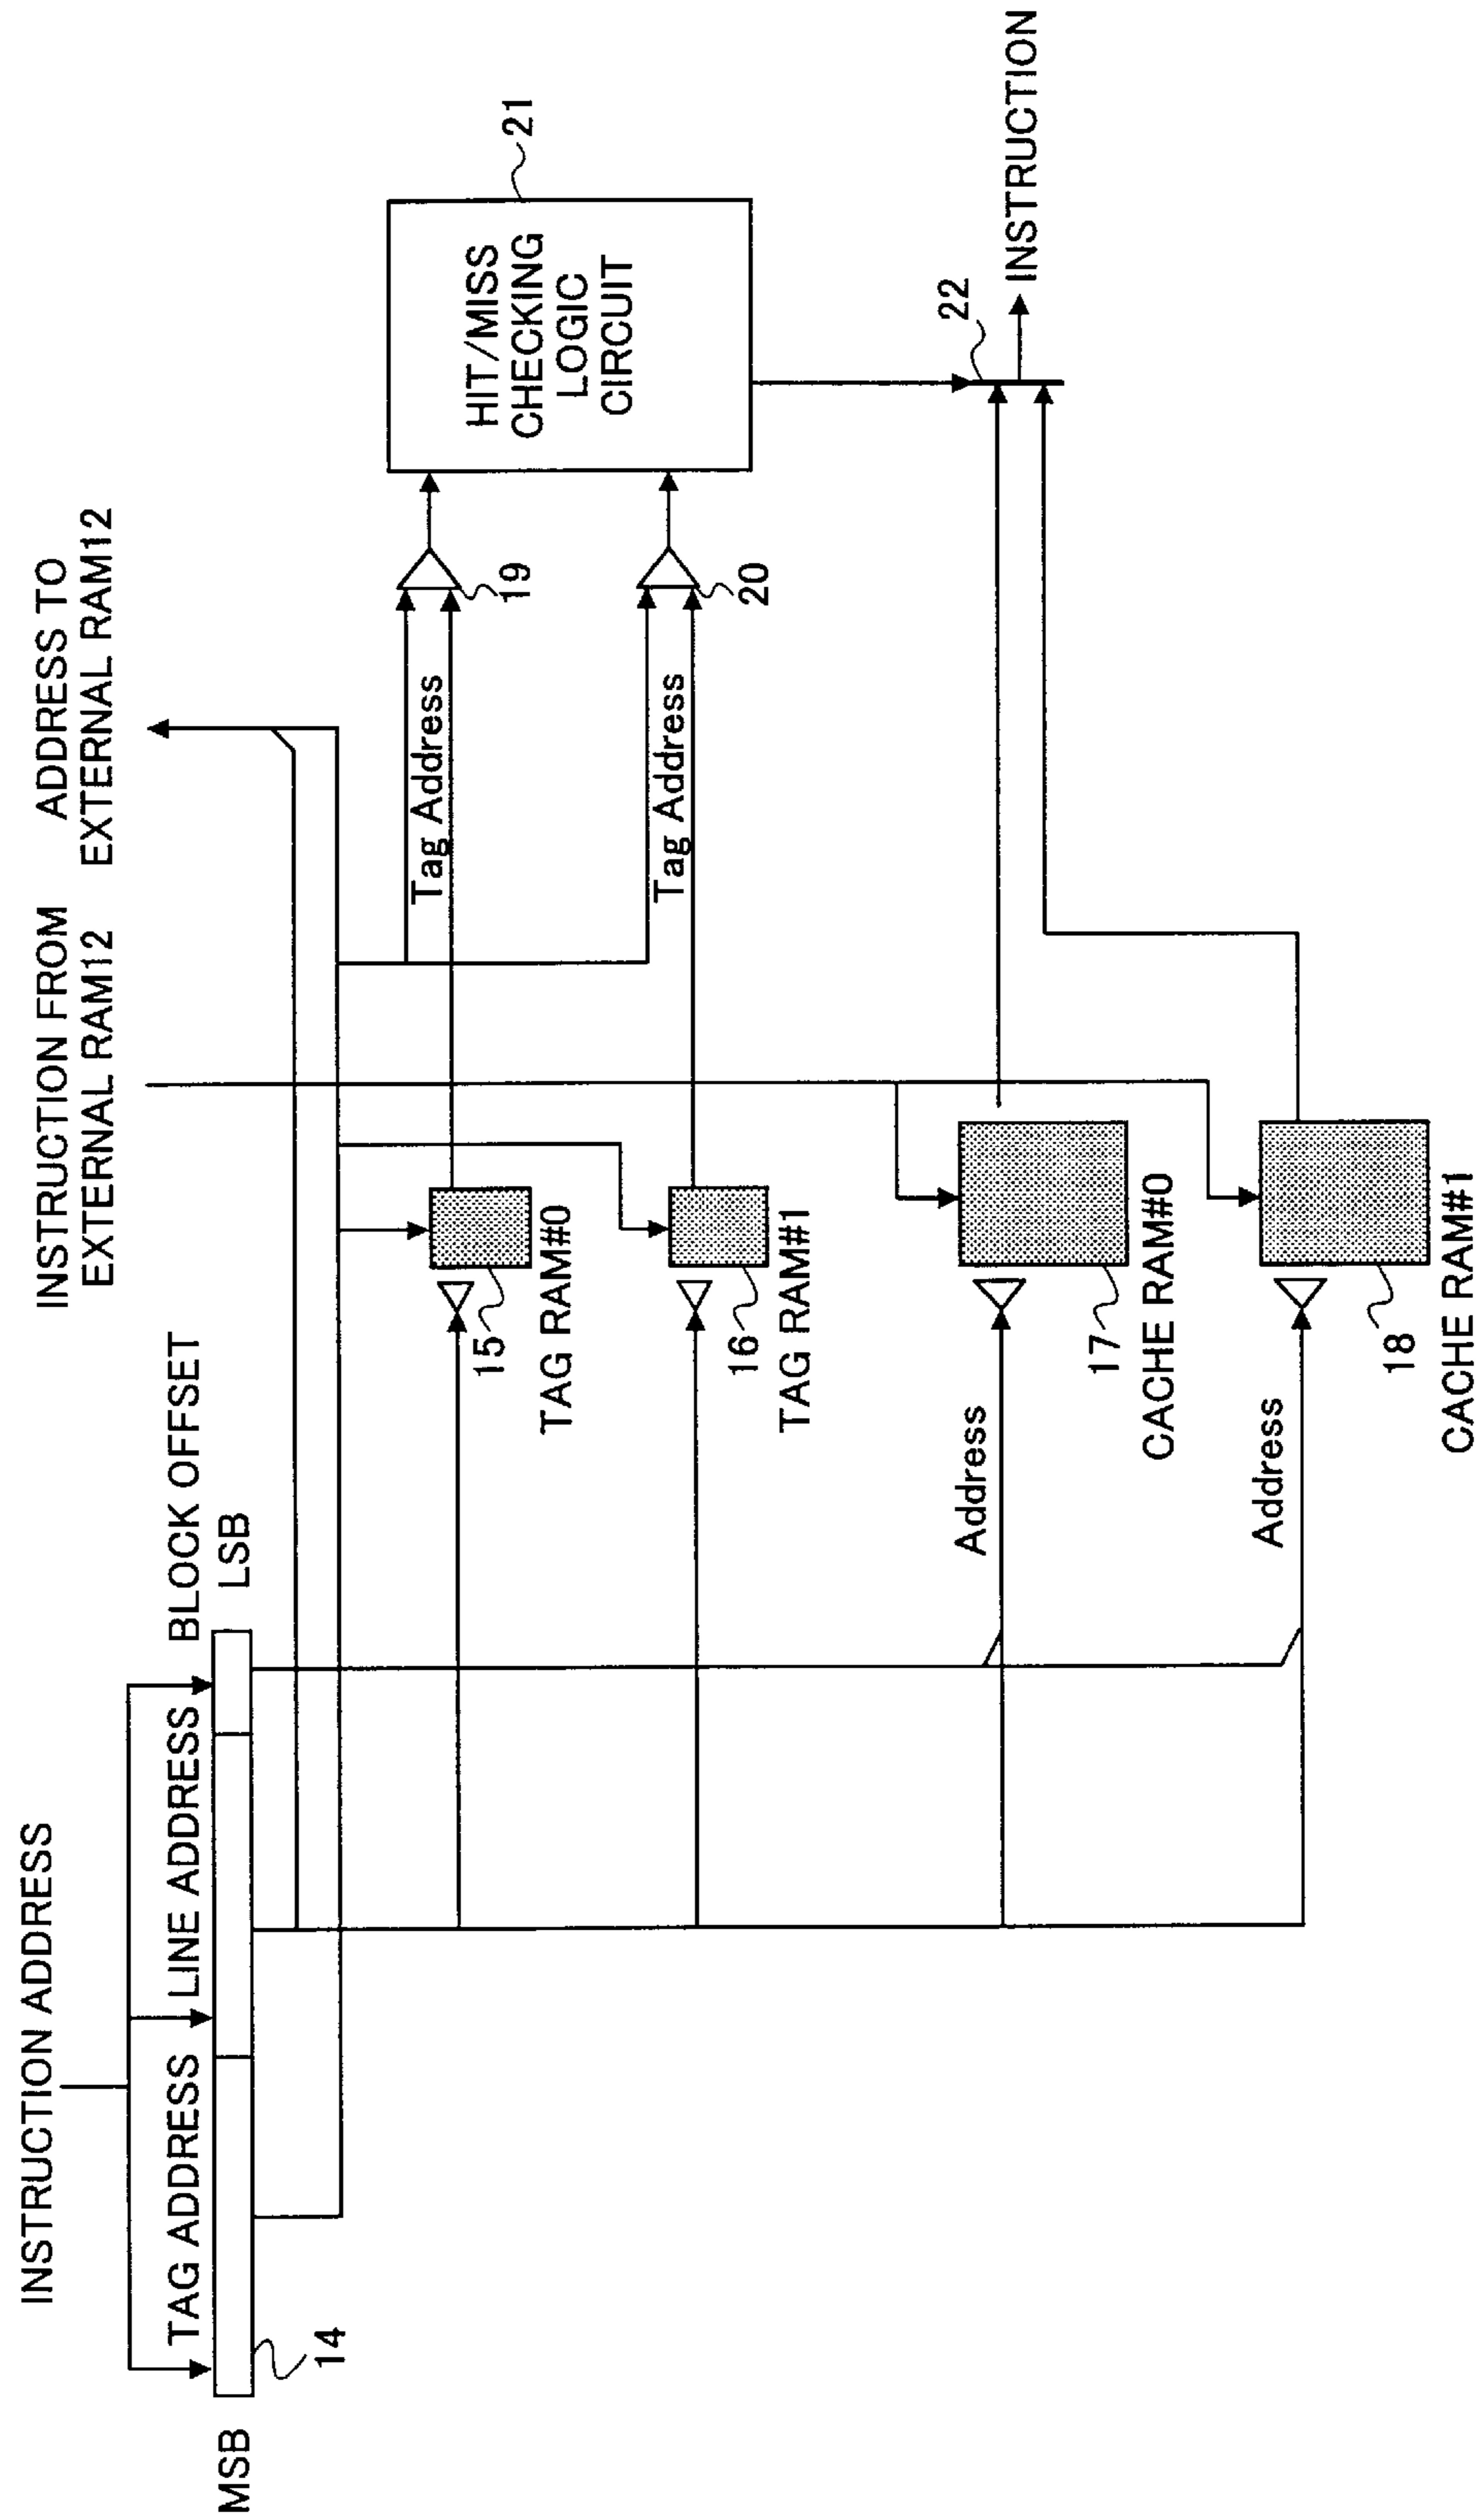 INSTRUCTION ADDRESS
INSTRUCTION FROM
EXTERNAL RAM12
ADDRESS TO
EXTERNAL RAM12
TAG ADDRESS
LINE ADDRESS
BLOCK OFFSET
MSB
LSB
14
Tag Address
19
HIT/MISS
CHECKING
LOGIC
CIRCUIT
21
15
TAG RAM#0
Tag Address
20
16
TAG RAM#1
22
INSTRUCTION
Address
17
CACHE RAM#0
Address
18
CACHE RAM#1